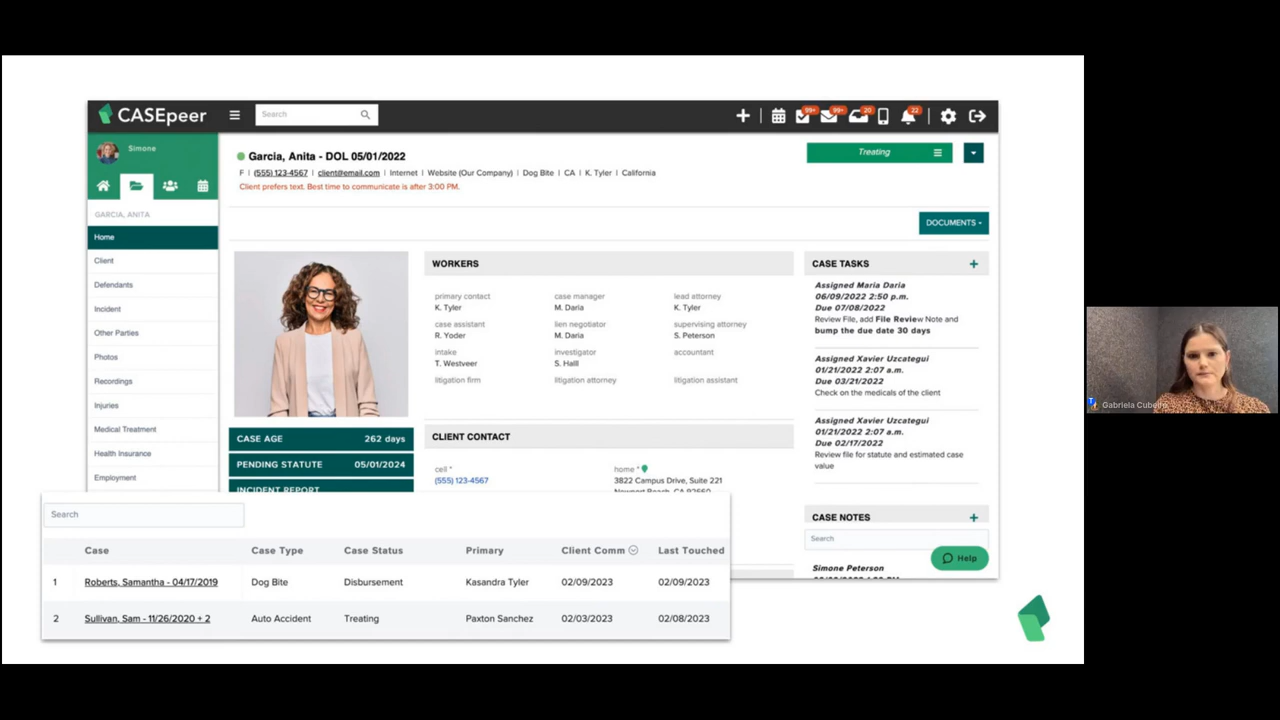 CASEpeer
Search
99+
99+
20
22
Simone
GARCIA, ANITA
Home
Client
Defendants
Incident
Other Parties
Photos
Recordings
Injuries
Medical Treatment
Health Insurance
Employment
Garcia, Anita - DOL 05/01/2022
F | (555) 123-4567 | client@email.com | Internet | Website (Our Company) | Dog Bite | CA | K. Tyler | California
Client prefers text. Best time to communicate is after 3:00 PM.
Treating
DOCUMENTS
CASE AGE 262 days
PENDING STATUTE 05/01/2024
INCIDENT REPORT
WORKERS
primary contact case manager lead attorney
K. Tyler M. Daria K. Tyler
case assistant lien negotiator supervising attorney
R. Yoder M. Daria S. Peterson
intake investigator accountant
T. Westveer S. Halll
litigation firm litigation attorney litigation assistant
CLIENT CONTACT
cell * home *
(555) 123-4567 3822 Campus Drive, Suite 221
Newport Beach, CA 92660
CASE TASKS
Assigned Maria Daria
06/09/2022 2:50 p.m.
Due 07/08/2022
Review File, add File Review Note and
bump the due date 30 days
Assigned Xavier Uzcategui
01/21/2022 2:07 a.m.
Due 03/21/2022
Check on the medicals of the client
Assigned Xavier Uzcategui
01/21/2022 2:07 a.m.
Due 02/17/2022
Review file for statute and estimated case
value
CASE NOTES
Search
Simone Peterson
Help
Search
Case Case Type Case Status Primary Client Comm Last Touched
1 Roberts, Samantha - 04/17/2019 Dog Bite Disbursement Kasandra Tyler 02/09/2023 02/09/2023
2 Sullivan, Sam - 11/26/2020 + 2 Auto Accident Treating Paxton Sanchez 02/03/2023 02/08/2023
Gabriela